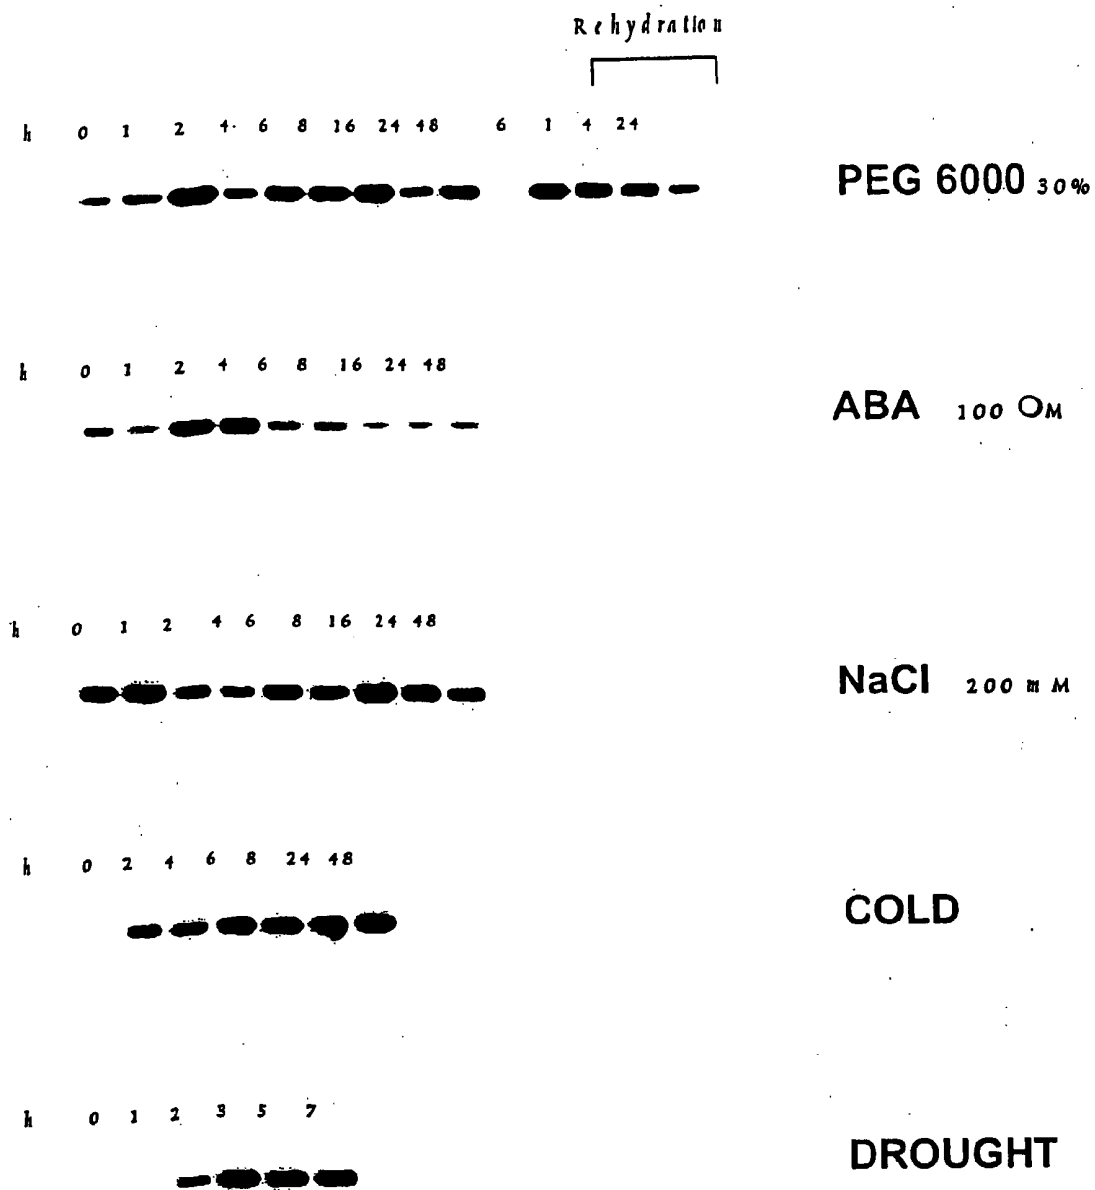 Rehydration
h 0 1 2 4 6 8 16 24 48 6 1 4 24
PEG 6000 30%
h 0 1 2 4 6 8 16 24 48
ABA 100 OM
h 0 1 2 4 6 8 16 24 48
NaCl 200 mM
h 0 2 4 6 8 24 48
COLD
h 0 1 2 3 5 7
DROUGHT